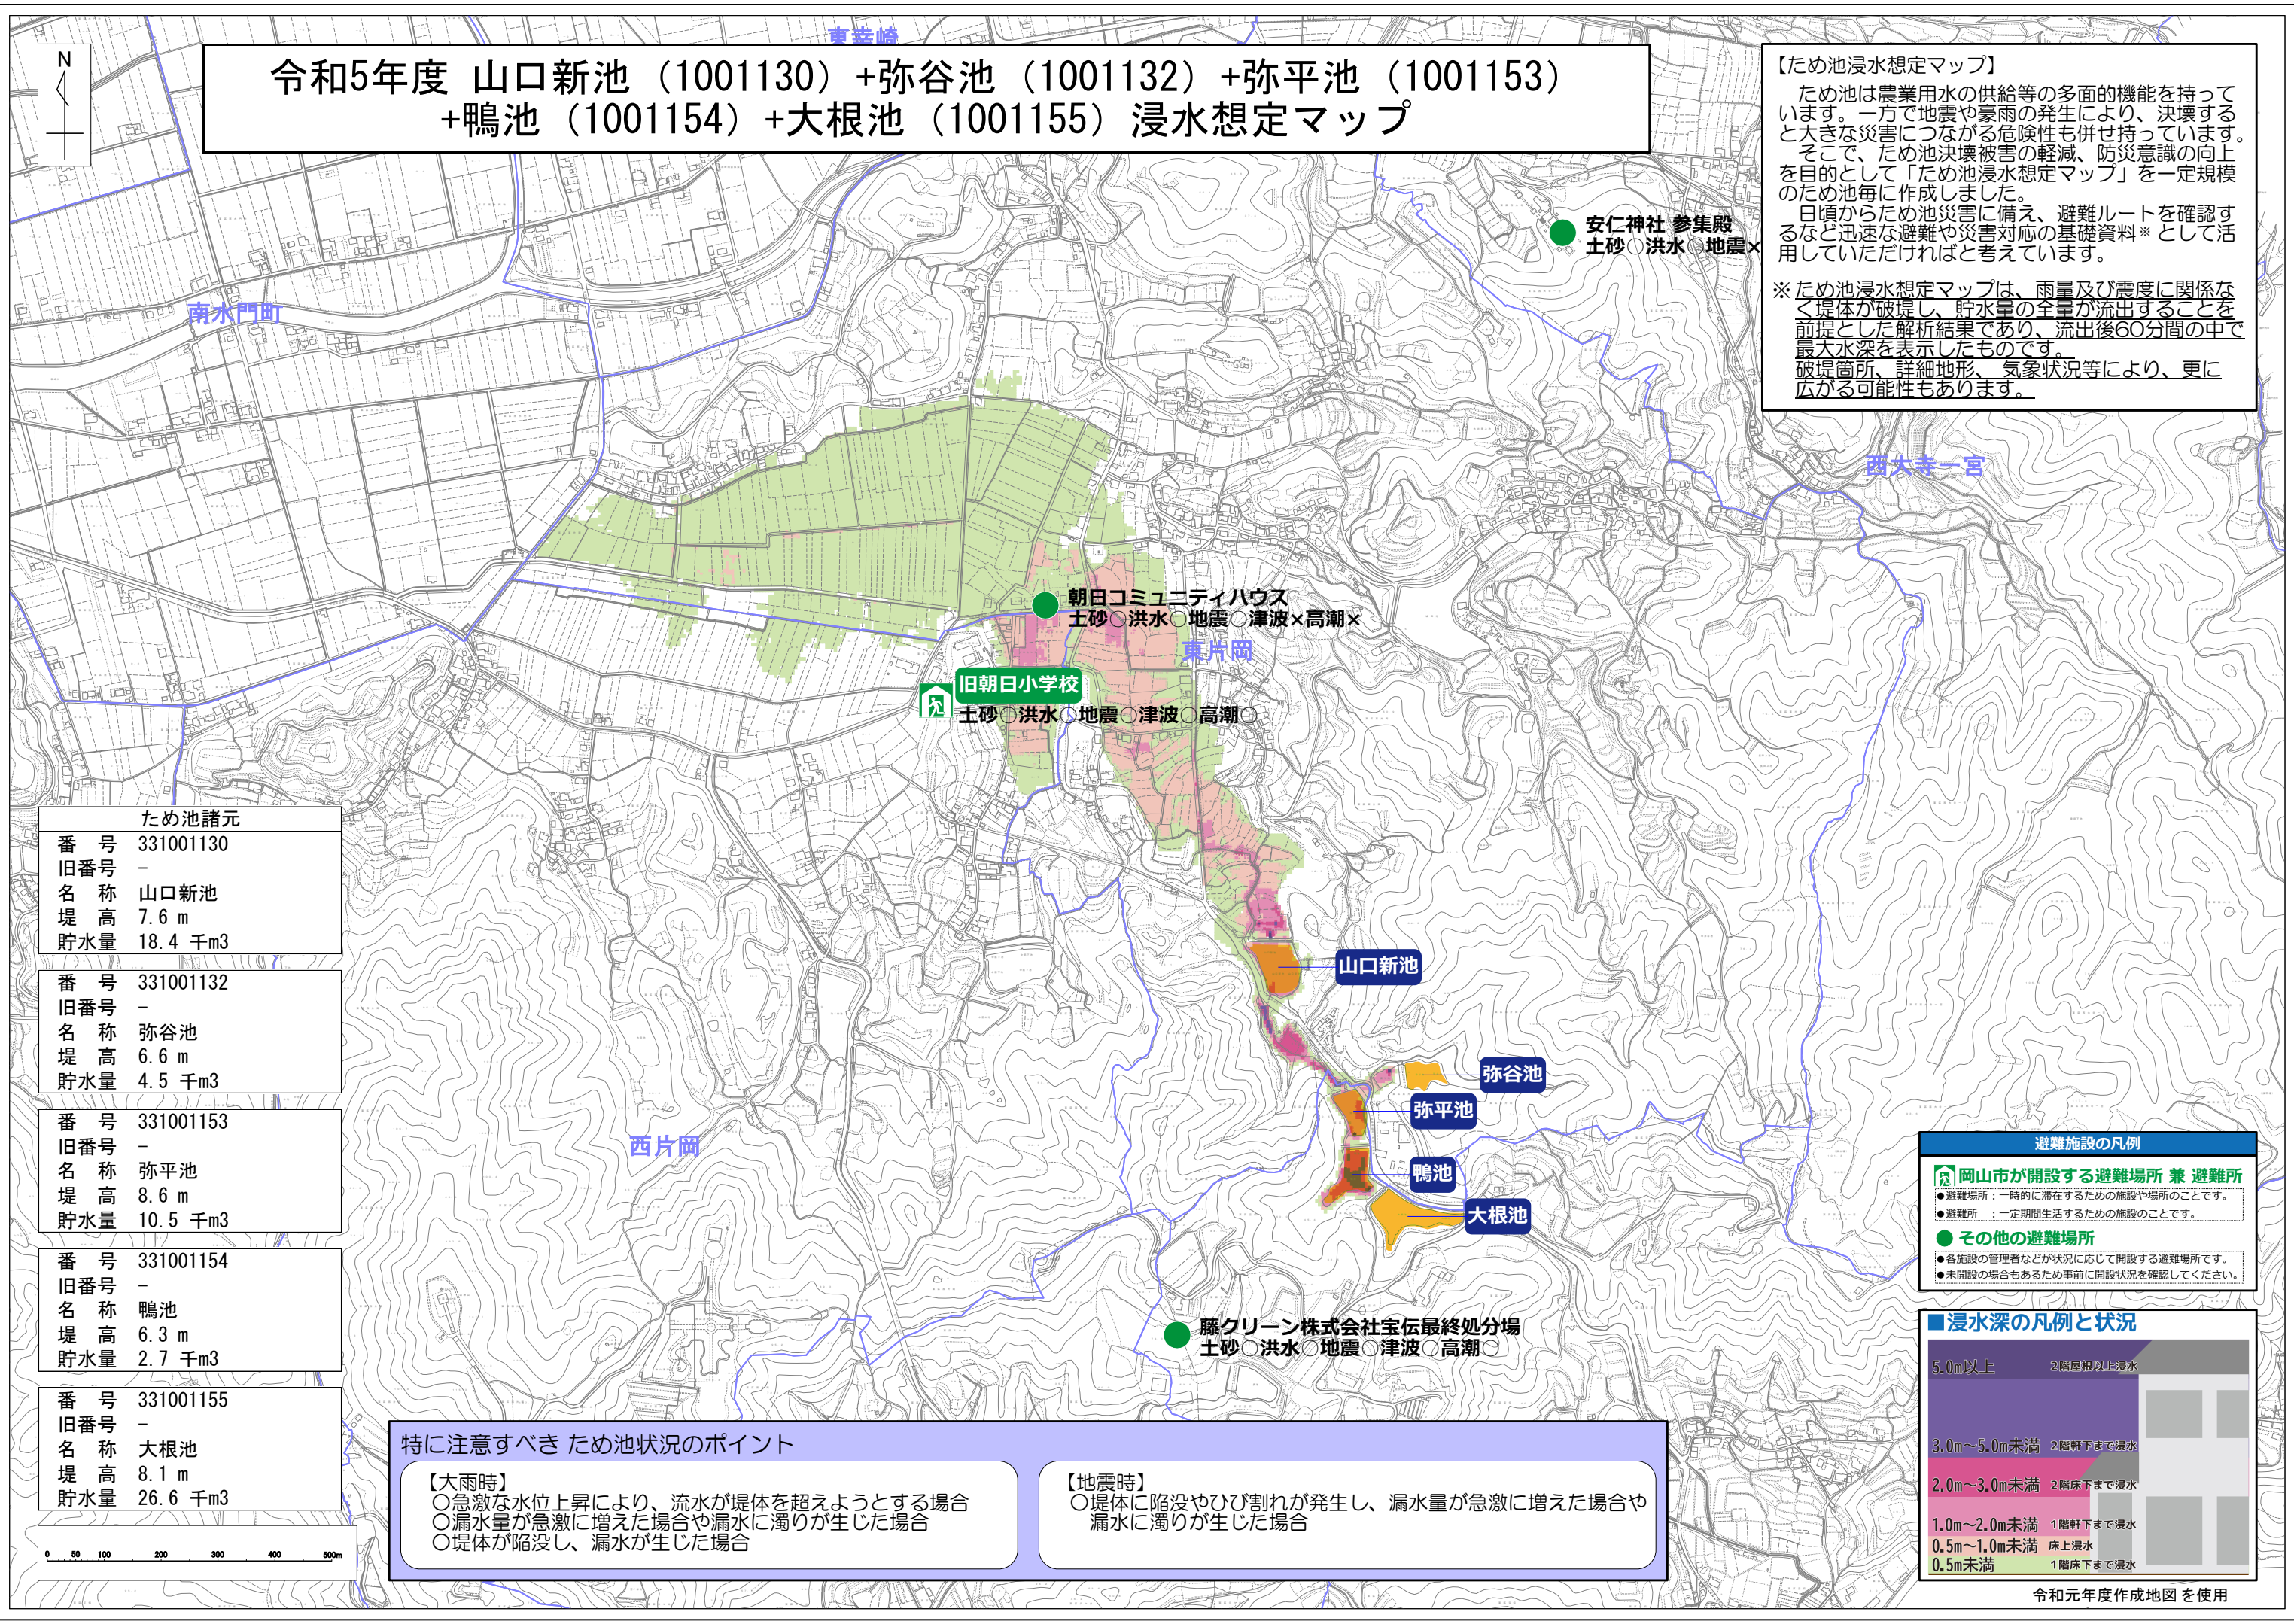 東幸崎
N
令和5年度 山口新池（1001130）+弥谷池（1001132）+弥平池（1001153）
+鴨池（1001154）+大根池（1001155）浸水想定マップ
【ため池浸水想定マップ】
ため池は農業用水の供給等の多面的機能を持って
います。一方で地震や豪雨の発生により、決壊する
と大きな災害につながる危険性も併せ持っています。
そこで、ため池決壊被害の軽減、防災意識の向上
を目的として「ため池浸水想定マップ」を一定規模
のため池毎に作成しました。
日頃からため池災害に備え、避難ルートを確認す
るなど迅速な避難や災害対応の基礎資料※として活
用していただければと考えています。
※ため池浸水想定マップは、雨量及び震度に関係な
く堤体が破堤し、貯水量の全量が流出することを
前提とした解析結果であり、流出後60分間の中で
最大水深を表示したものです。
破堤箇所、詳細地形、気象状況等により、更に
広がる可能性もあります。
安仁神社 参集殿
土砂○洪水○地震×
南水門町
西大寺一宮
朝日コミュニティハウス
土砂○洪水○地震○津波×高潮×
東片岡
旧朝日小学校
土砂○洪水○地震○津波○高潮○
山口新池
弥谷池
弥平池
鴨池
大根池
西片岡
藤クリーン株式会社宝伝最終処分場
土砂○洪水○地震○津波○高潮○
ため池諸元
番 号 331001130
旧番号 -
名 称 山口新池
堤 高 7.6 m
貯水量 18.4 千m3
番 号 331001132
旧番号 -
名 称 弥谷池
堤 高 6.6 m
貯水量 4.5 千m3
番 号 331001153
旧番号 -
名 称 弥平池
堤 高 8.6 m
貯水量 10.5 千m3
番 号 331001154
旧番号 -
名 称 鴨池
堤 高 6.3 m
貯水量 2.7 千m3
番 号 331001155
旧番号 -
名 称 大根池
堤 高 8.1 m
貯水量 26.6 千m3
0 50 100 200 300 400 500m
特に注意すべき ため池状況のポイント
【大雨時】
○急激な水位上昇により、流水が堤体を超えようとする場合
○漏水量が急激に増えた場合や漏水に濁りが生じた場合
○堤体が陥没し、漏水が生じた場合
【地震時】
○堤体に陥没やひび割れが発生し、漏水量が急激に増えた場合や
漏水に濁りが生じた場合
避難施設の凡例
岡山市が開設する避難場所 兼 避難所
●避難場所：一時的に滞在するための施設や場所のことです。
●避難所 ：一定期間生活するための施設のことです。
● その他の避難場所
●各施設の管理者などが状況に応じて開設する避難場所です。
●未開設の場合もあるため事前に開設状況を確認してください。
■浸水深の凡例と状況
5.0m以上 2階屋根以上浸水
3.0m～5.0m未満 2階軒下まで浸水
2.0m～3.0m未満 2階床下まで浸水
1.0m～2.0m未満 1階軒下まで浸水
0.5m～1.0m未満 床上浸水
0.5m未満 1階床下まで浸水
令和元年度作成地図を使用